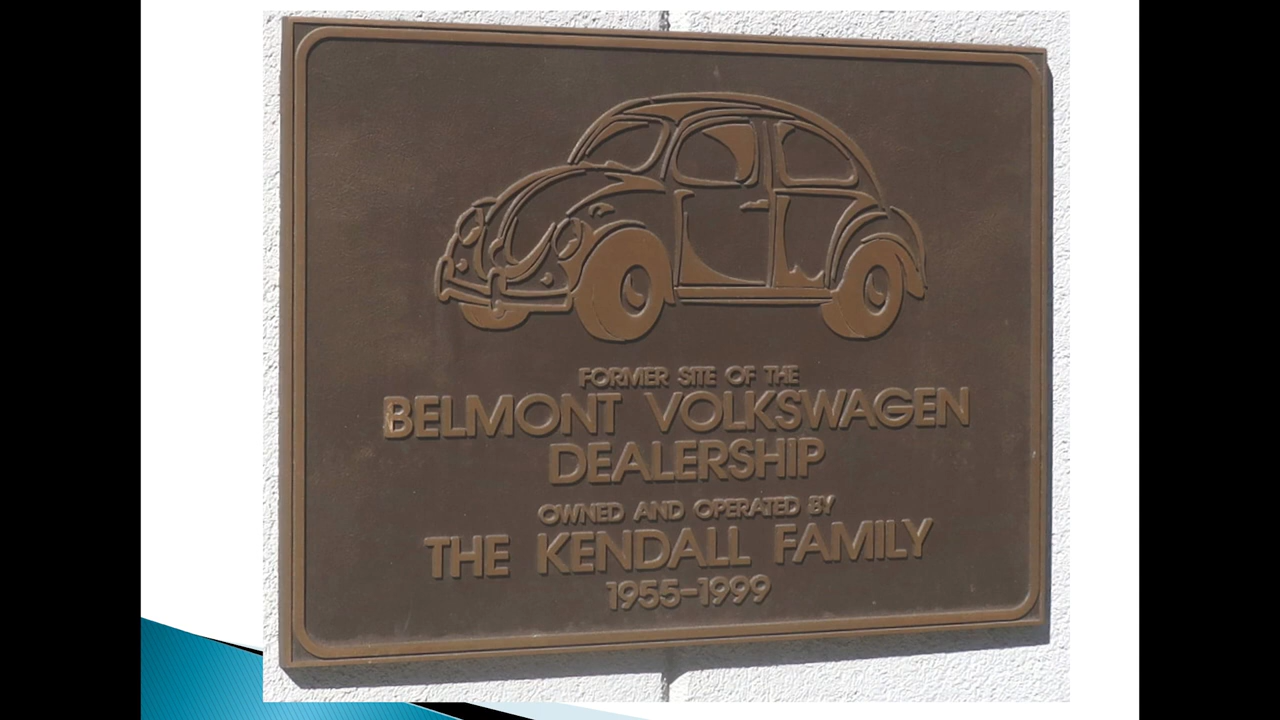 FORMER SITE OF THE
BELMONT VOLKSWAGEN
DEALERSHIP
OWNED AND OPERATED BY
THE KENDALL FAMILY
1955-1999